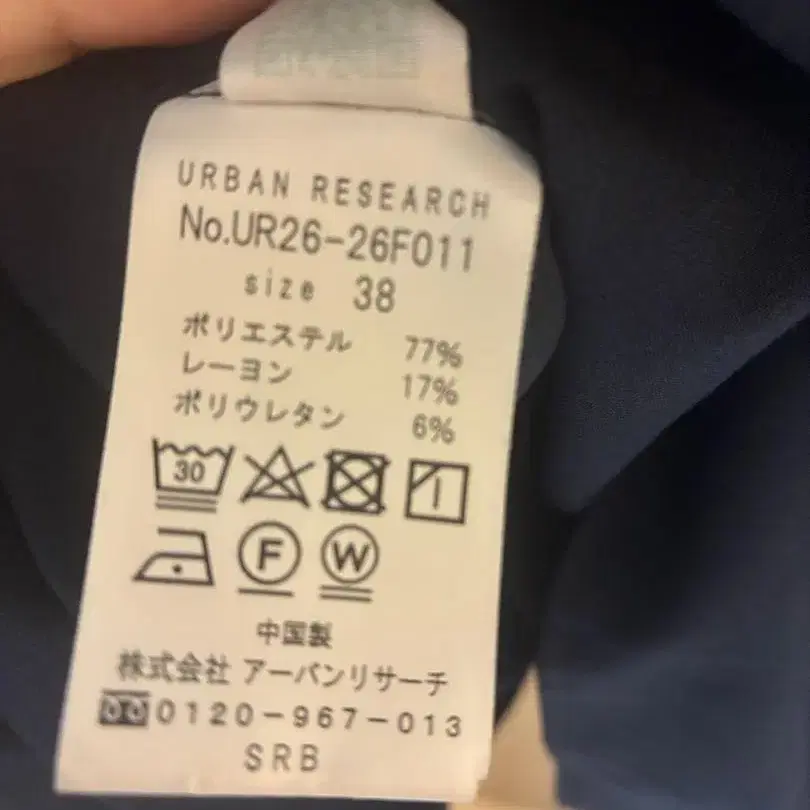 URBAN RESEARCH
No.UR26-26F011
size 38
ポリエステル 77%
レーヨン 17%
ポリウレタン 6%
30
F W
中国製
株式会社 アーバンリサーチ
0120-967-013
SRB